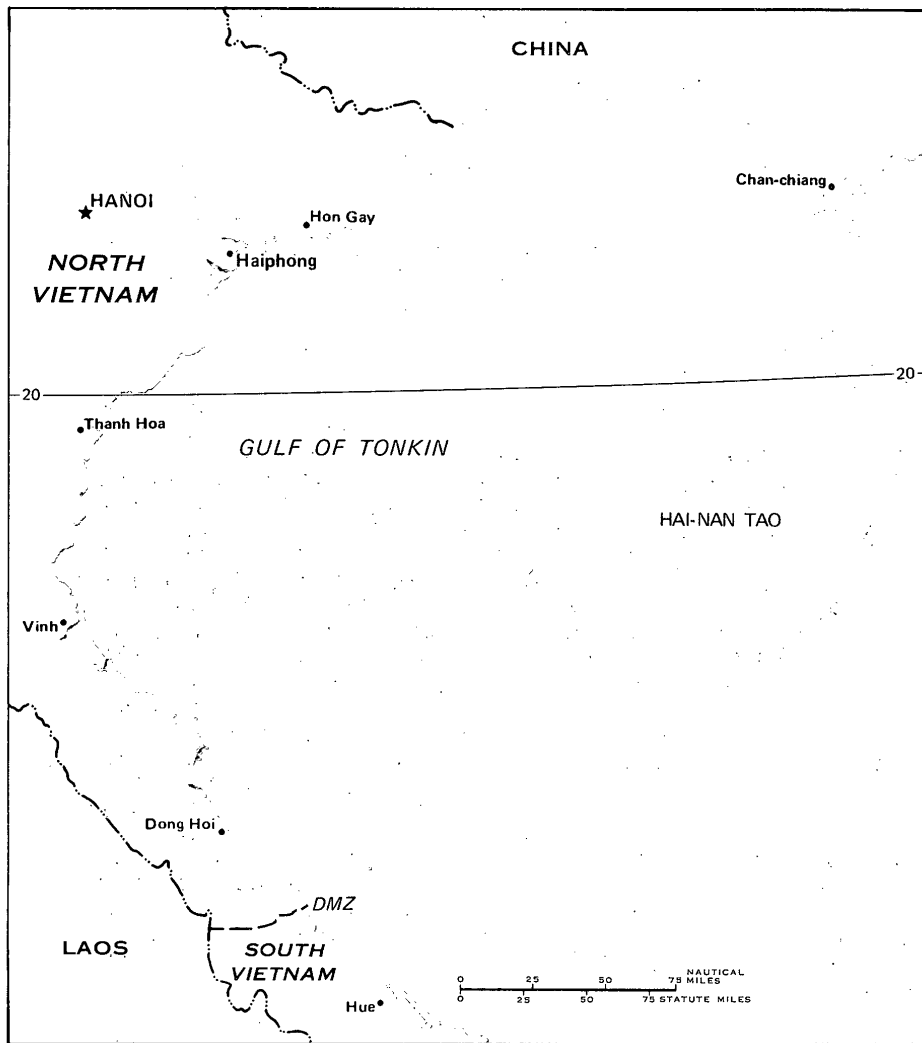 CHINA
Chan-chiang
HANOI
Hon Gay
Haiphong
NORTH
VIETNAM
20
20
Thanh Hoa
GULF OF TONKIN
HAI-NAN TAO
Vinh
Dong Hoi
DMZ
LAOS
SOUTH
VIETNAM
Hue
0 25 50 75 NAUTICAL
MILES
0 25 50 75 STATUTE MILES